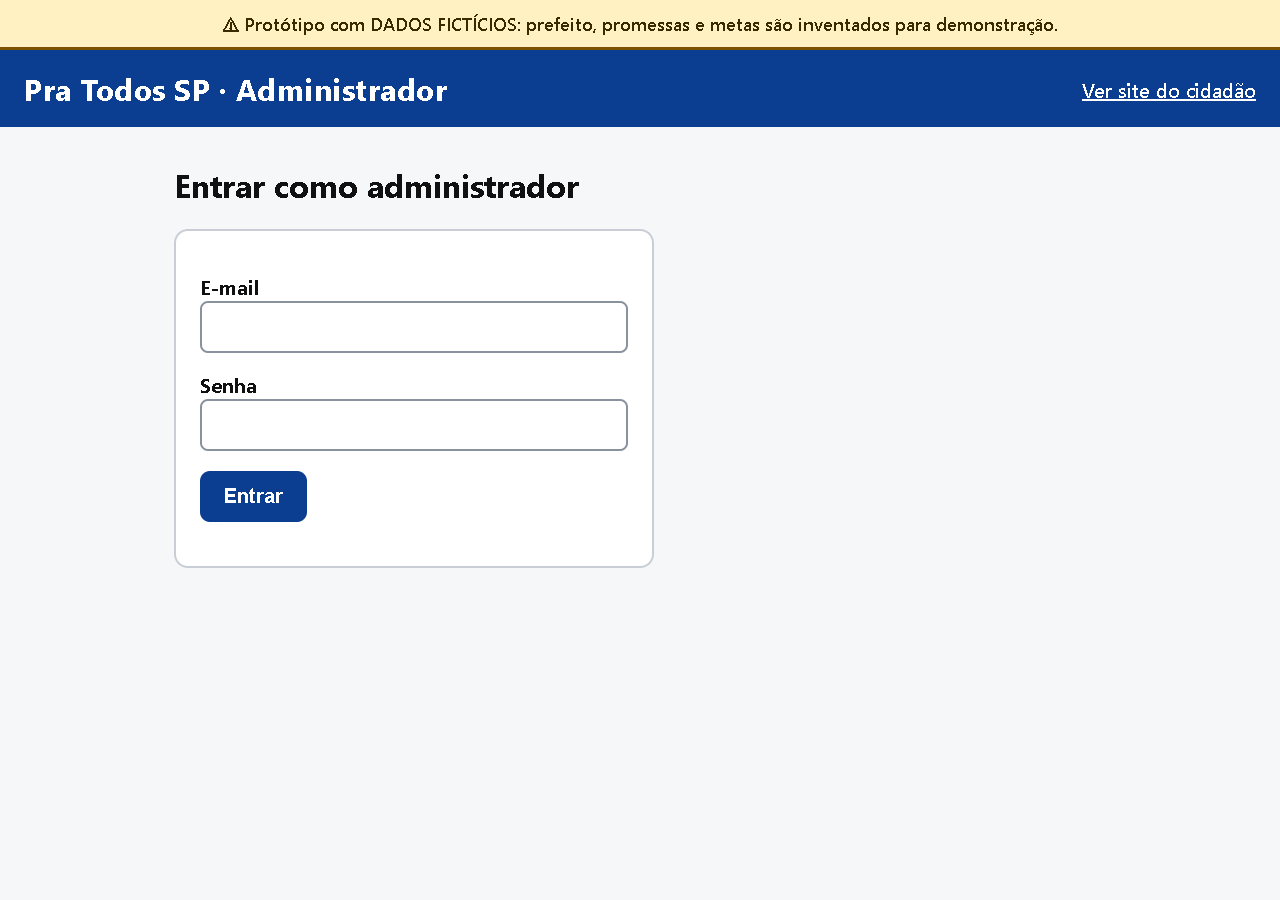 ⚠ Protótipo com DADOS FICTÍCIOS: prefeito, promessas e metas são inventados para demonstração.
Pra Todos SP · Administrador
Ver site do cidadão
Entrar como administrador
E-mail
Senha
Entrar